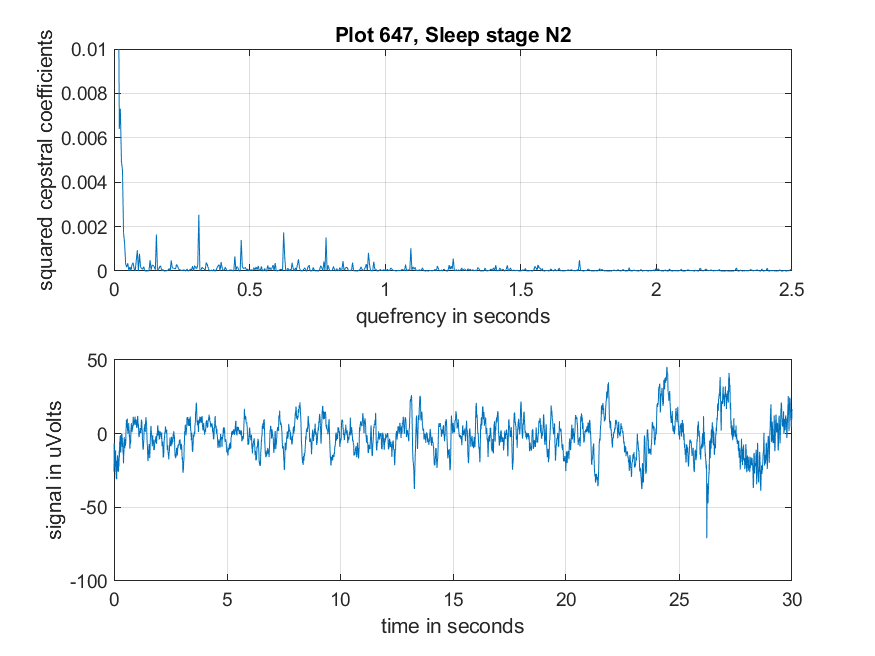 Plot 647, Sleep stage N2
squared cepstral coefficients
0.01
0.008
0.006
0.004
0.002
0
0 0.5 1 1.5 2 2.5
quefrency in seconds
signal in uVolts
50
0
-50
-100
0 5 10 15 20 25 30
time in seconds